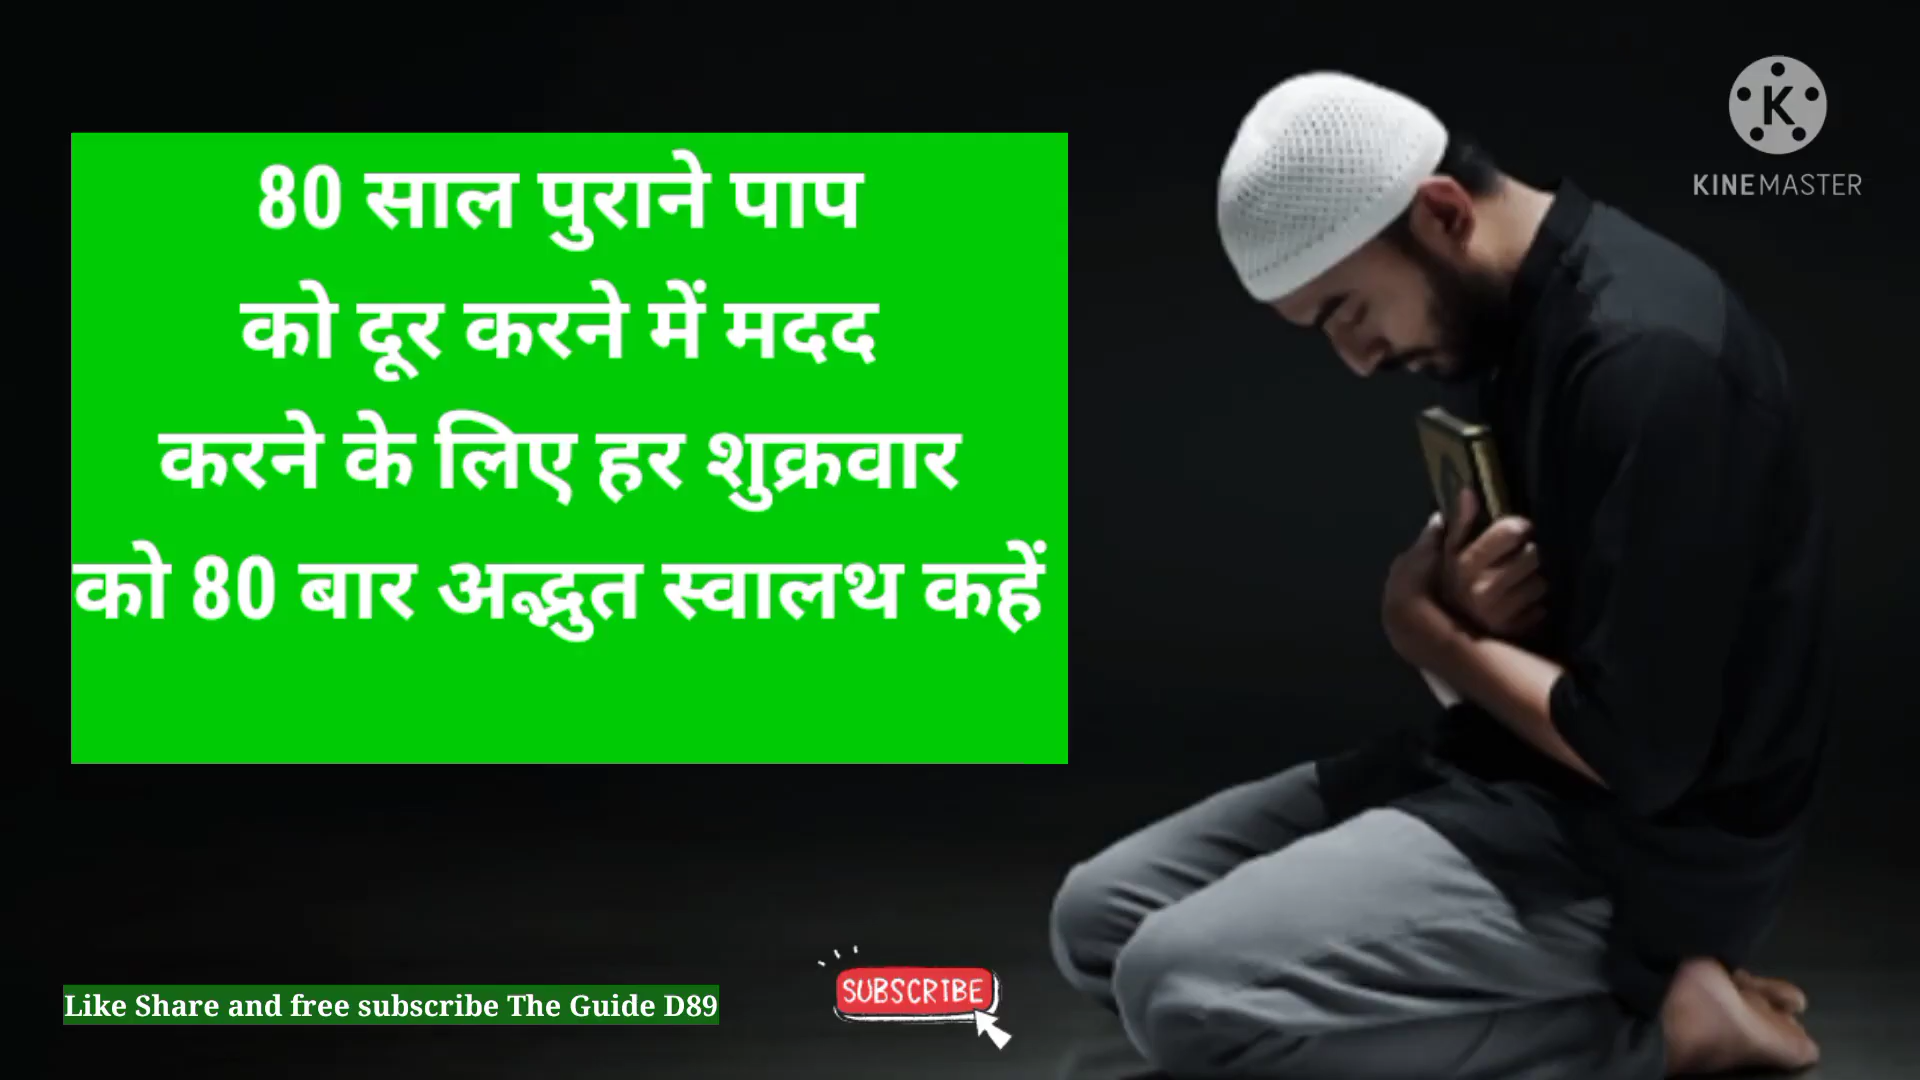 80 साल पुराने पाप
को दूर करने में मदद
करने के लिए हर शुक्रवार
को 80 बार अद्भुत स्वालथ कहें
K
KINEMASTER
SUBSCRIBE
Like Share and free subscribe The Guide D89